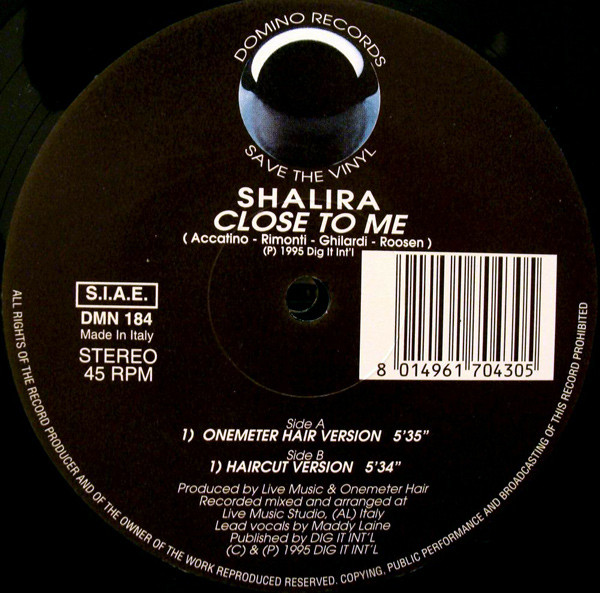 DOMINO RECORDS
SAVE THE VINYL
SHALIRA
CLOSE TO ME
( Accatino - Rimonti - Ghilardi - Roosen )
(P) 1995 Dig It Int'l
8 014961 704305
S.I.A.E.
DMN 184
Made in Italy
STEREO
45 RPM
Side A
1) ONEMETER HAIR VERSION 5'35"
Side B
1) HAIRCUT VERSION 5'34"
Produced by Live Music & Onemeter Hair
Recorded mixed and arranged at
Live Music Studio, (AL) Italy
Lead vocals by Maddy Laine
Published by DIG IT INT'L
(C) & (P) 1995 DIG IT INT'L
ALL RIGHTS OF THE RECORD PRODUCER AND OF THE OWNER OF THE WORK REPRODUCED RESERVED. COPYING, PUBLIC PERFORMANCE AND BROADCASTING OF THIS RECORD PROHIBITED